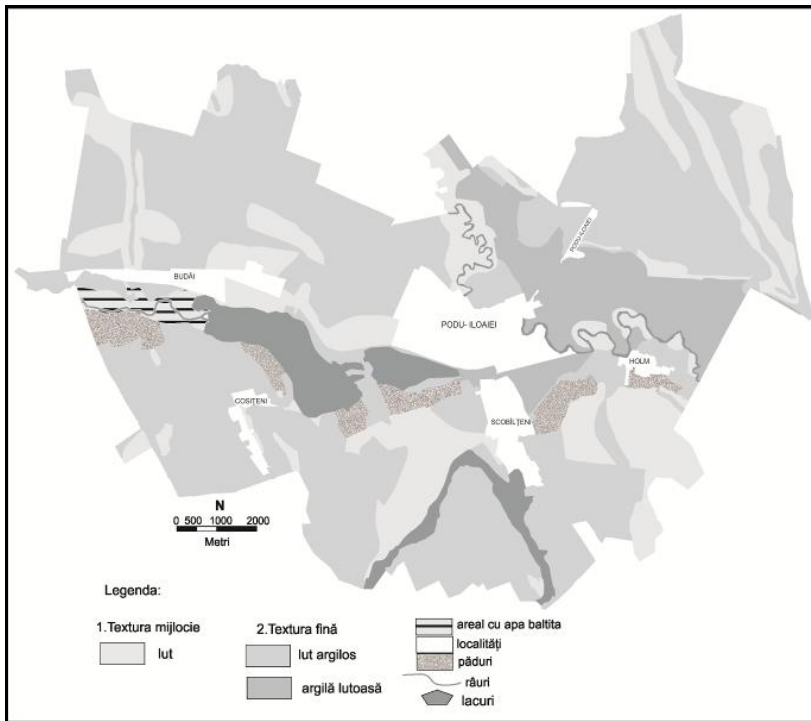 PODU-ILOAIEI
BUDĂI
PODU- ILOAIEI
HOLM
COSIȚENI
SCOBÎLȚENI
N
0 500 1000 2000
Metri
Legenda:
1.Textura mijlocie
lut
2.Textura fină
lut argilos
argilă lutoasă
areal cu apa baltita
localități
păduri
râuri
lacuri